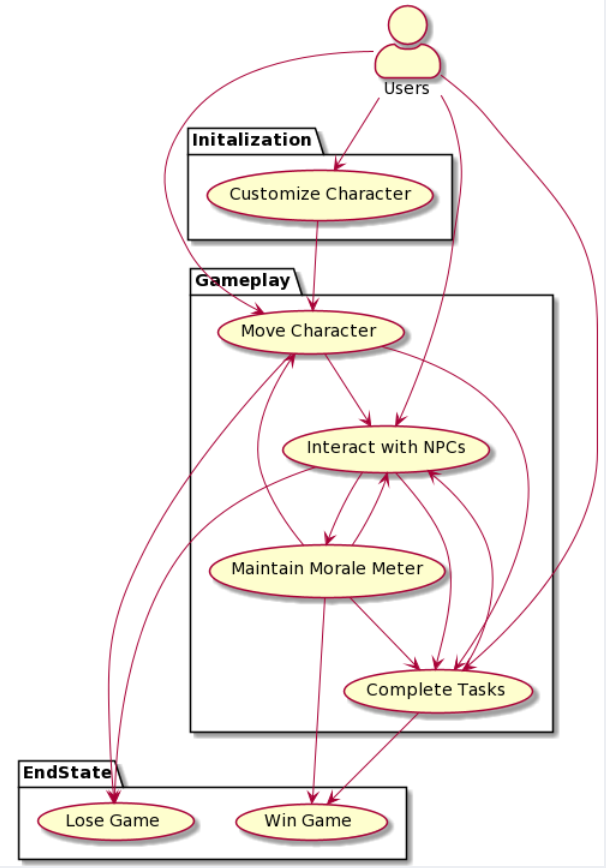 Users
Initalization
Customize Character
Gameplay
Move Character
Interact with NPCs
Maintain Morale Meter
Complete Tasks
EndState
Lose Game
Win Game